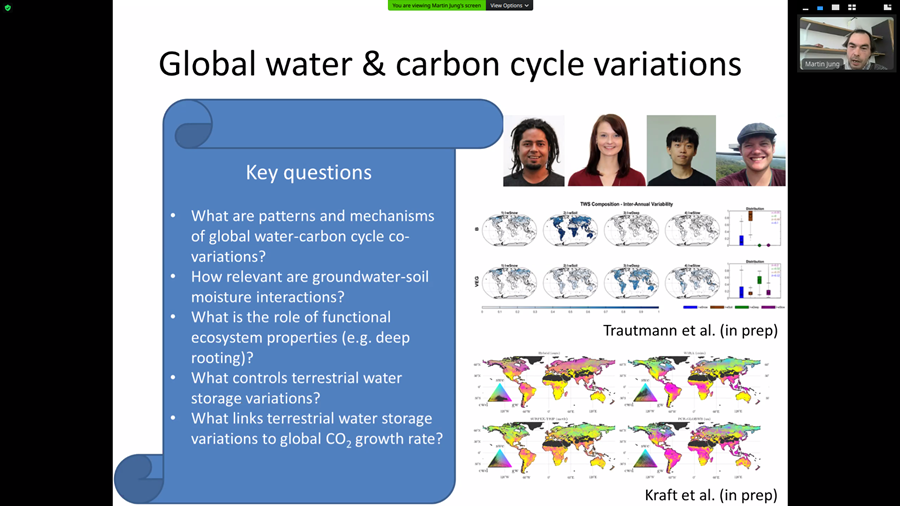 You are viewing Martin Jung's screen
View Options
Martin Jung
Global water & carbon cycle variations
Key questions
• What are patterns and mechanisms
of global water-carbon cycle co-
variations?
• How relevant are groundwater-soil
moisture interactions?
• What is the role of functional
ecosystem properties (e.g. deep
rooting)?
• What controls terrestrial water
storage variations?
• What links terrestrial water storage
variations to global CO2 growth rate?
TWS Composition - Inter-Annual Variability
Distribution
VEG
Distribution
Trautmann et al. (in prep)
Kraft et al. (in prep)